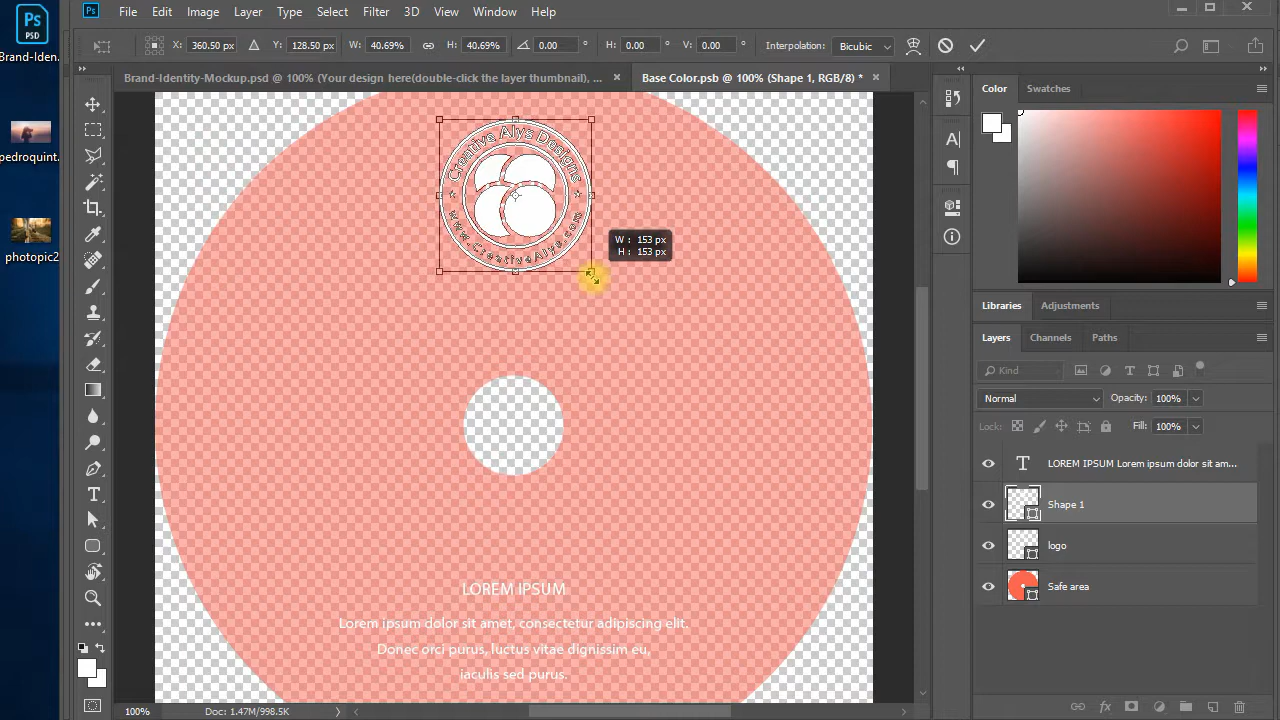 Ps
PSD
Brand-Iden...
pedroquint...
photopic2
Ps File Edit Image Layer Type Select Filter 3D View Window Help
X: 360.50 px Y: 128.50 px W: 40.69% H: 40.69% 0.00 ° H: 0.00 ° V: 0.00 ° Interpolation: Bicubic
Brand-Identity-Mockup.psd @ 100% (Your design here(double-click the layer thumbnail), ... × Base Color.psb @ 100% (Shape 1, RGB/8) * ×
Creative Alys Designs
www.CreativeAlys.com
W : 153 px
H : 153 px
LOREM IPSUM
Lorem ipsum dolor sit amet, consectetur adipiscing elit.
Donec orci purus, luctus vitae dignissim eu,
iaculis sed purus.
100% Doc: 1.47M/998.5K
Color Swatches
Libraries Adjustments
Layers Channels Paths
Kind
Normal Opacity: 100%
Lock: Fill: 100%
LOREM IPSUM Lorem ipsum dolor sit am...
Shape 1
logo
Safe area